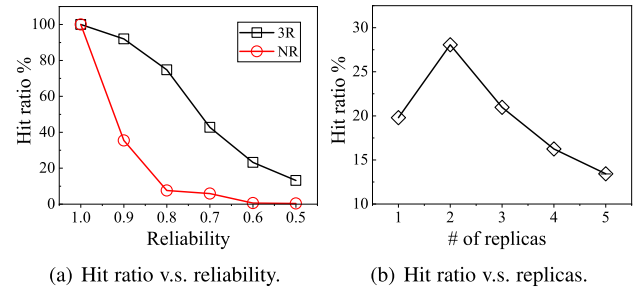 100
80
60
40
20
0
Hit ratio %
3R
NR
1.0 0.9 0.8 0.7 0.6 0.5
Reliability
(a) Hit ratio v.s. reliability.
30
25
20
15
10
Hit ratio %
1 2 3 4 5
# of replicas
(b) Hit ratio v.s. replicas.